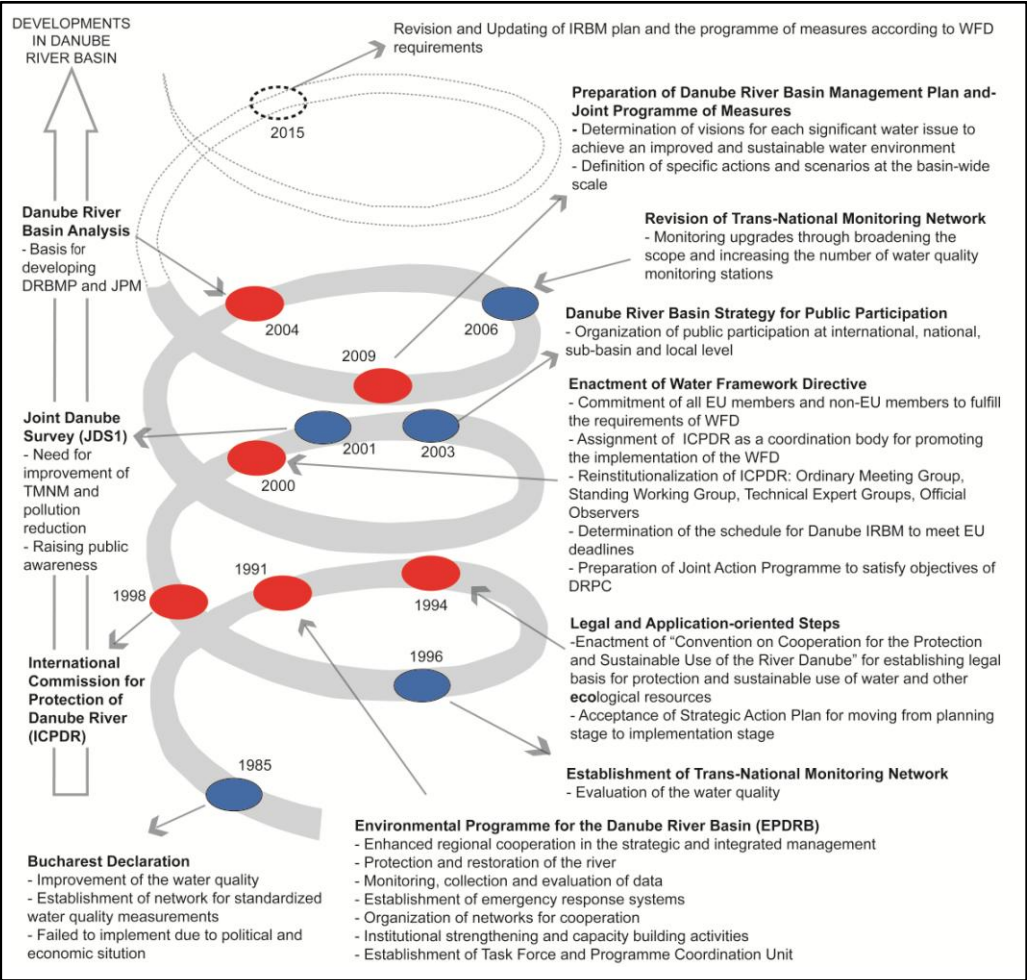 DEVELOPMENTS
IN DANUBE
RIVER BASIN
Revision and Updating of IRBM plan and the programme of measures according to WFD
requirements
2015
Preparation of Danube River Basin Management Plan and-
Joint Programme of Measures
- Determination of visions for each significant water issue to
achieve an improved and sustainable water environment
- Definition of specific actions and scenarios at the basin-wide
scale
Danube River
Basin Analysis
- Basis for
developing
DRBMP and JPM
Revision of Trans-National Monitoring Network
- Monitoring upgrades through broadening the
scope and increasing the number of water quality
monitoring stations
2004
2006
Danube River Basin Strategy for Public Participation
- Organization of public participation at international, national,
sub-basin and local level
2009
Enactment of Water Framework Directive
- Commitment of all EU members and non-EU members to fulfill
the requirements of WFD
- Assignment of ICPDR as a coordination body for promoting
the implementation of the WFD
- Reinstitutionalization of ICPDR: Ordinary Meeting Group,
Standing Working Group, Technical Expert Groups, Official
Observers
- Determination of the schedule for Danube IRBM to meet EU
deadlines
- Preparation of Joint Action Programme to satisfy objectives of
DRPC
Joint Danube
Survey (JDS1)
- Need for
improvement of
TMNM and
pollution
reduction
- Raising public
awareness
2001
2003
2000
1991
1994
1998
Legal and Application-oriented Steps
-Enactment of “Convention on Cooperation for the Protection
and Sustainable Use of the River Danube” for establishing legal
basis for protection and sustainable use of water and other
ecological resources
- Acceptance of Strategic Action Plan for moving from planning
stage to implementation stage
International
Commission for
Protection of
Danube River
(ICPDR)
1996
Establishment of Trans-National Monitoring Network
- Evaluation of the water quality
1985
Bucharest Declaration
- Improvement of the water quality
- Establishment of network for standardized
water quality measurements
- Failed to implement due to political and
economic sitution
Environmental Programme for the Danube River Basin (EPDRB)
- Enhanced regional cooperation in the strategic and integrated management
- Protection and restoration of the river
- Monitoring, collection and evaluation of data
- Establishment of emergency response systems
- Organization of networks for cooperation
- Institutional strengthening and capacity building activities
- Establishment of Task Force and Programme Coordination Unit